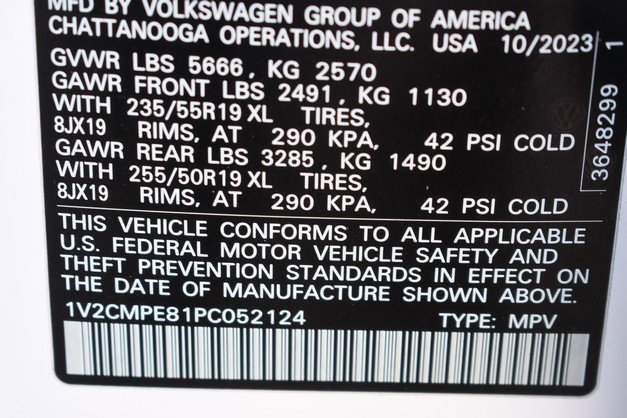 MFD BY VOLKSWAGEN GROUP OF AMERICA
CHATTANOOGA OPERATIONS, LLC. USA 10/2023
GVWR LBS 5666, KG 2570
GAWR FRONT LBS 2491, KG 1130
WITH 235/55R19 XL TIRES,
8JX19 RIMS, AT 290 KPA, 42 PSI COLD
GAWR REAR LBS 3285, KG 1490
WITH 255/50R19 XL TIRES,
8JX19 RIMS, AT 290 KPA, 42 PSI COLD
THIS VEHICLE CONFORMS TO ALL APPLICABLE
U.S. FEDERAL MOTOR VEHICLE SAFETY AND
THEFT PREVENTION STANDARDS IN EFFECT ON
THE DATE OF MANUFACTURE SHOWN ABOVE.
1V2CMPE81PC052124 TYPE: MPV
3648299 1